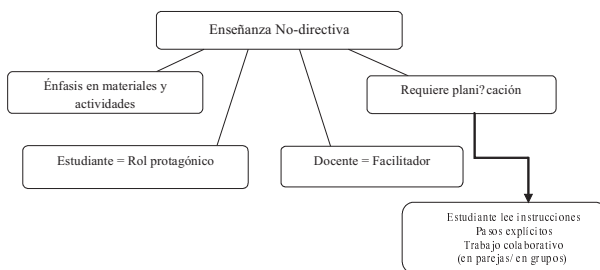 Enseñanza No-directiva
Énfasis en materiales y
actividades
Requiere plani?cación
Estudiante = Rol protagónico
Docente = Facilitador
Estudiante lee instrucciones
Pasos explícitos
Trabajo colaborativo
(en parejas/ en grupos)